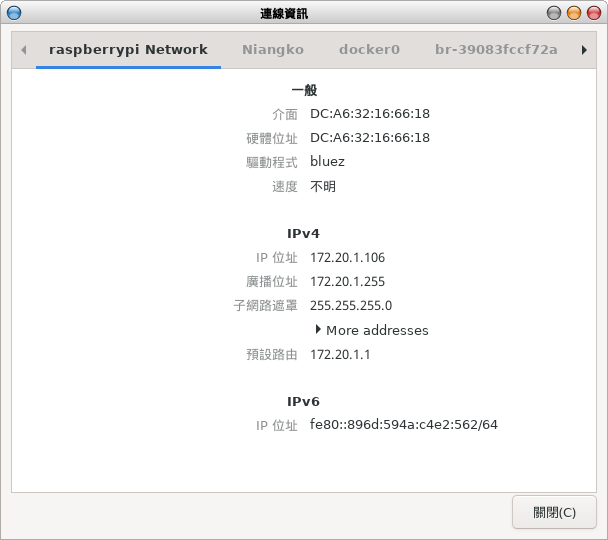 連線資訊
raspberrypi Network Niangko docker0 br-39083fccf72a
一般
介面 DC:A6:32:16:66:18
硬體位址 DC:A6:32:16:66:18
驅動程式 bluez
速度 不明
IPv4
IP 位址 172.20.1.106
廣播位址 172.20.1.255
子網路遮罩 255.255.255.0
More addresses
預設路由 172.20.1.1
IPv6
IP 位址 fe80::896d:594a:c4e2:562/64
關閉(C)